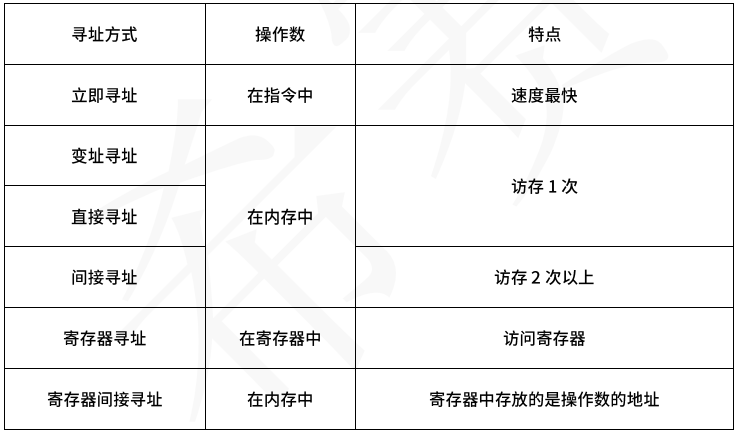 寻址方式 操作数 特点
立即寻址 在指令中 速度最快
变址寻址
访存 1 次
直接寻址 在内存中
间接寻址 访存 2 次以上
寄存器寻址 在寄存器中 访问寄存器
寄存器间接寻址 在内存中 寄存器中存放的是操作数的地址